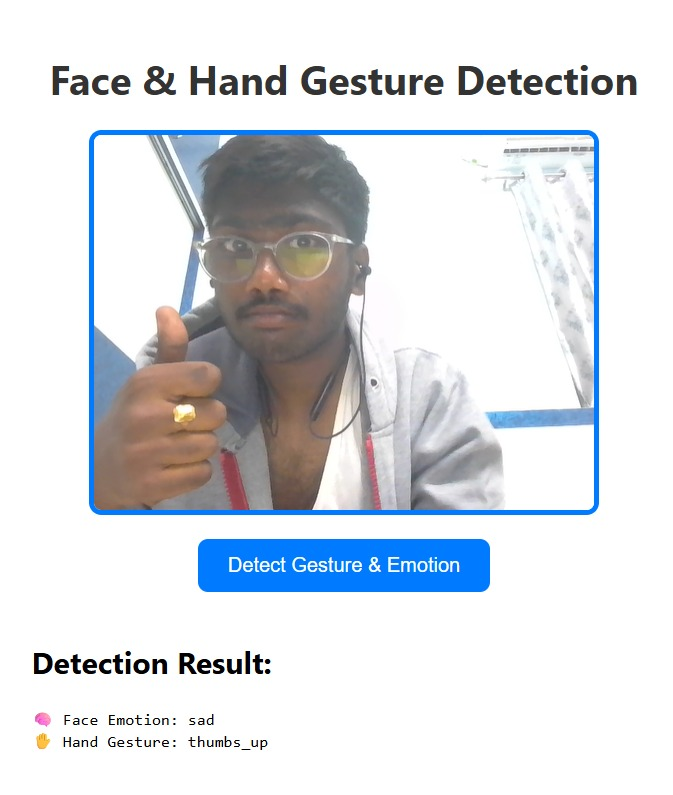 Face & Hand Gesture Detection
Detect Gesture & Emotion
Detection Result:
🧠 Face Emotion: sad
✋ Hand Gesture: thumbs_up